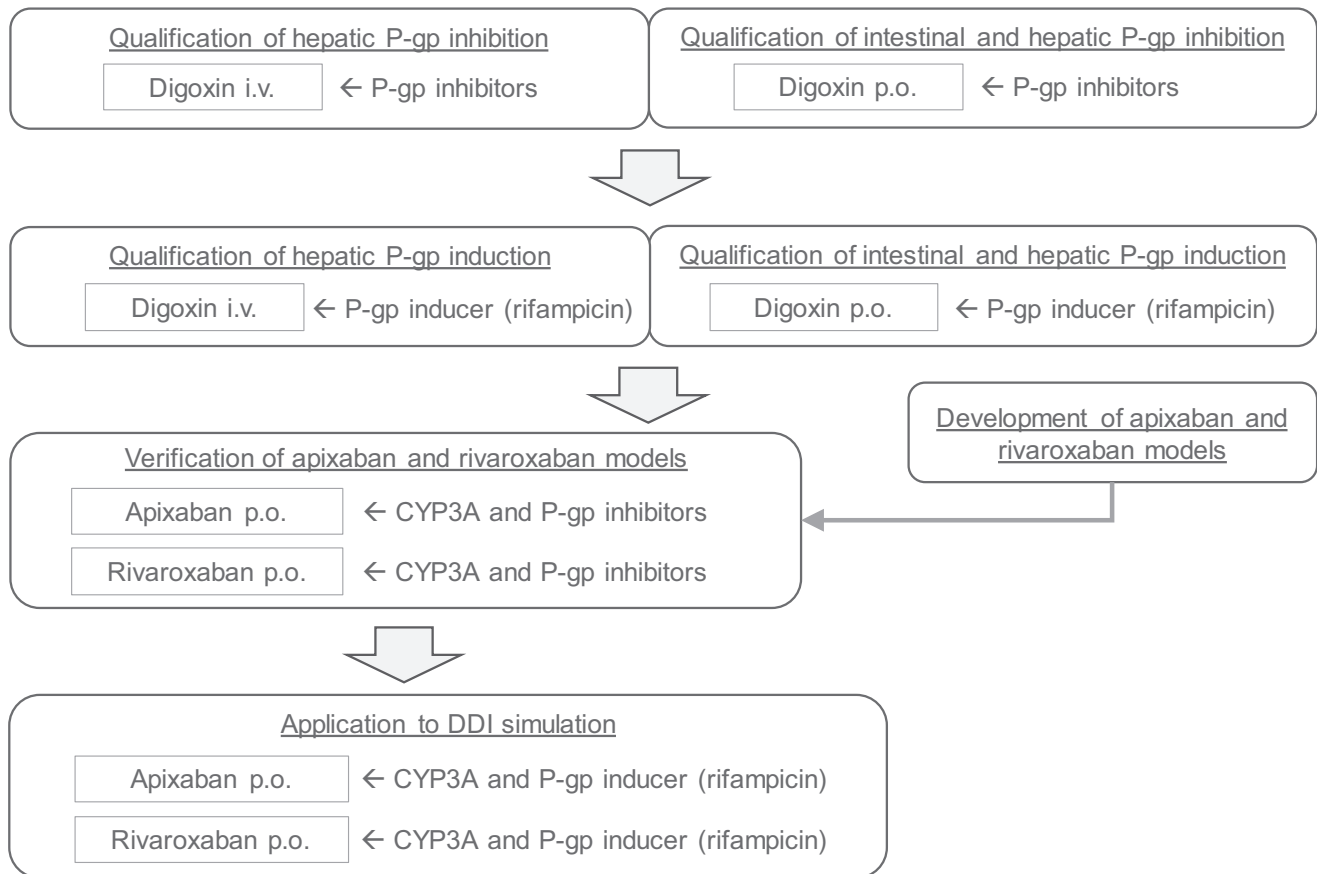 Qualification of hepatic P-gp inhibition
Digoxin i.v. ← P-gp inhibitors
Qualification of intestinal and hepatic P-gp inhibition
Digoxin p.o. ← P-gp inhibitors
Qualification of hepatic P-gp induction
Digoxin i.v. ← P-gp inducer (rifampicin)
Qualification of intestinal and hepatic P-gp induction
Digoxin p.o. ← P-gp inducer (rifampicin)
Development of apixaban and
rivaroxaban models
Verification of apixaban and rivaroxaban models
Apixaban p.o. ← CYP3A and P-gp inhibitors
Rivaroxaban p.o. ← CYP3A and P-gp inhibitors
Application to DDI simulation
Apixaban p.o. ← CYP3A and P-gp inducer (rifampicin)
Rivaroxaban p.o. ← CYP3A and P-gp inducer (rifampicin)